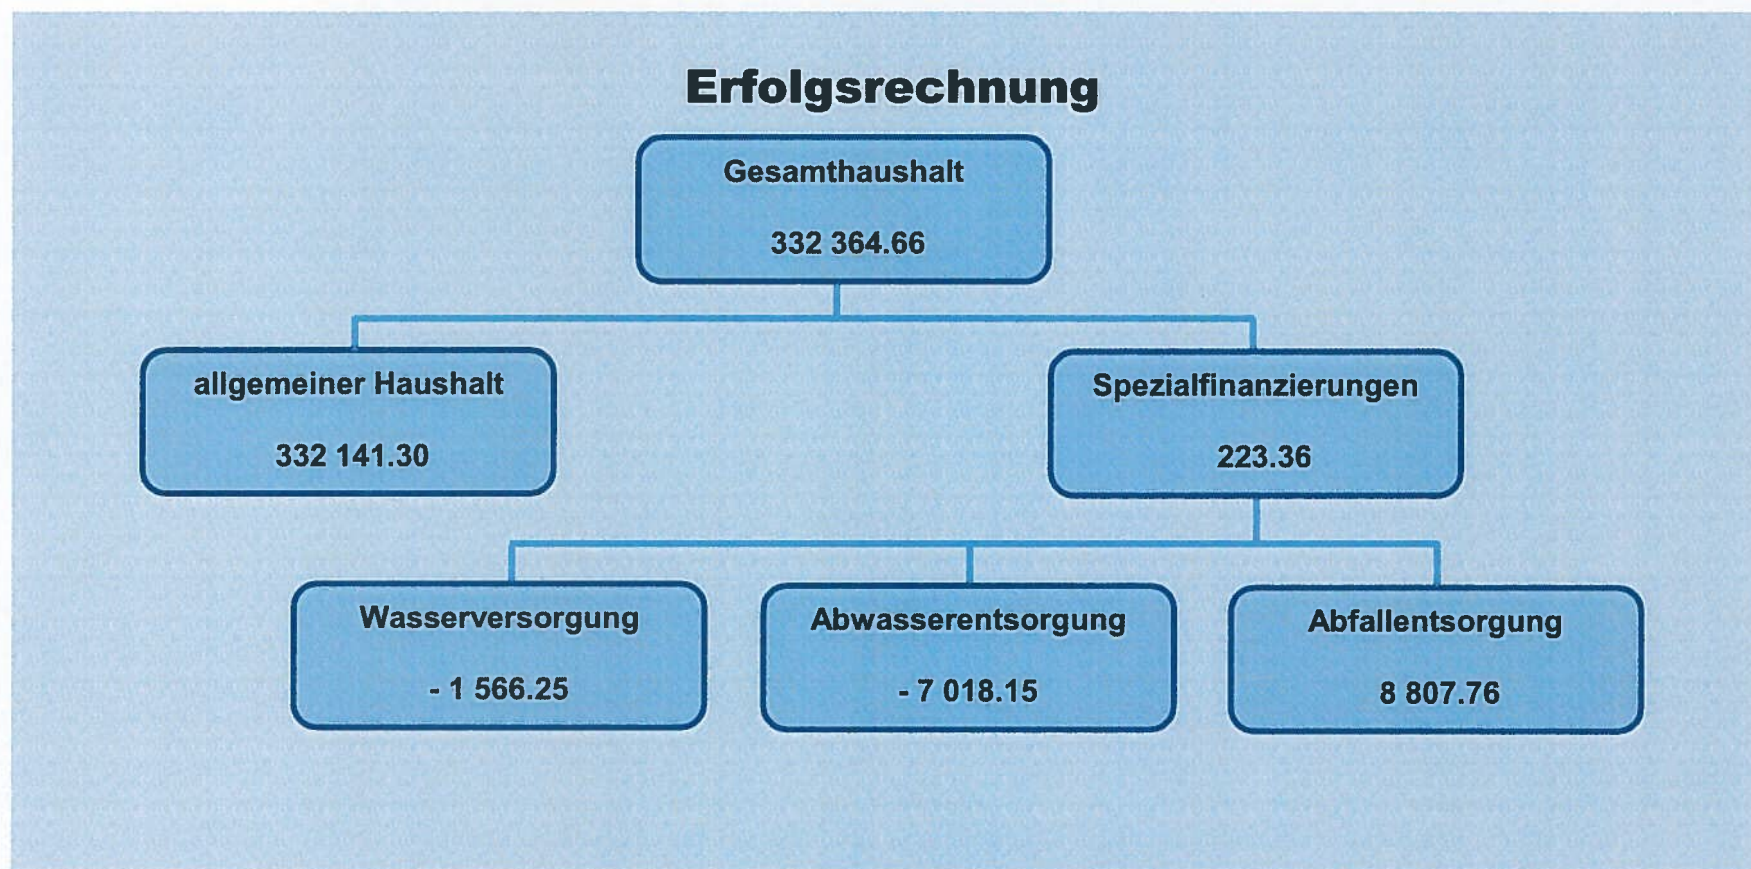 Erfolgsrechnung
Gesamthaushalt
332 364.66
allgemeiner Haushalt
332 141.30
Spezialfinanzierungen
223.36
Wasserversorgung
- 1 566.25
Abwasserentsorgung
- 7 018.15
Abfallentsorgung
8 807.76